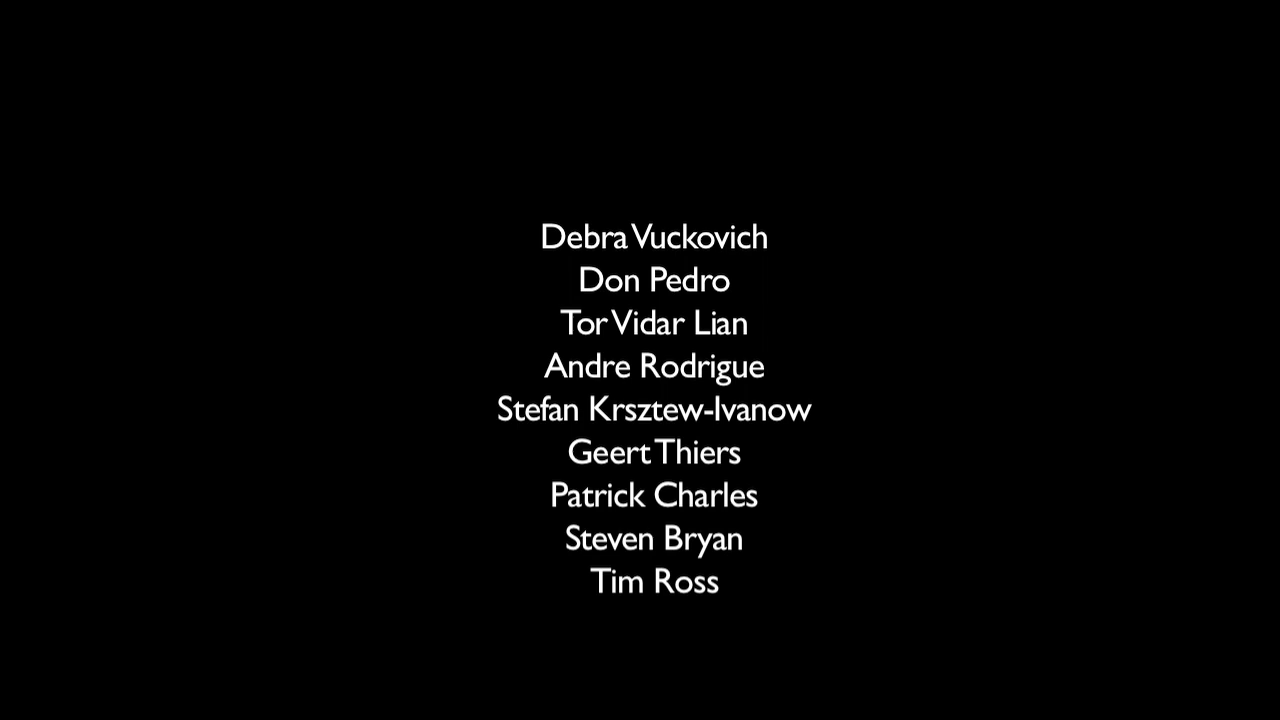 Debra Vuckovich
Don Pedro
Tor Vidar Lian
Andre Rodrigue
Stefan Krsztew-Ivanow
Geert Thiers
Patrick Charles
Steven Bryan
Tim Ross